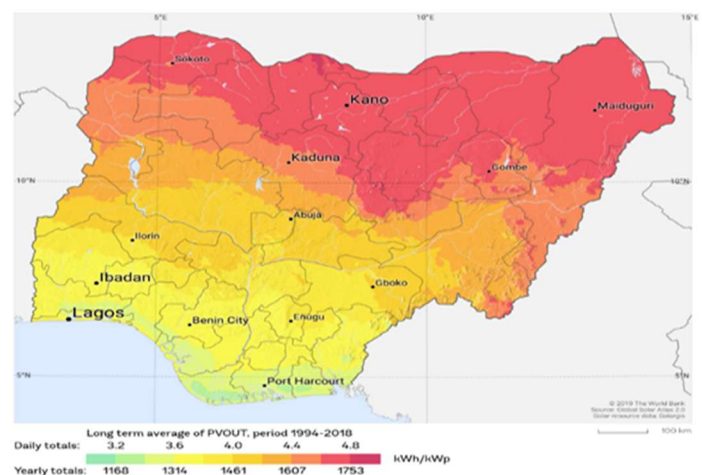 5°E 10°E 15°E
Sokoto
Kano
Maiduguri
Kaduna
Gombe
10°N 10°N
Abuja
Ilorin
Ibadan
Gboko
Lagos
Benin City
Enugu
5°N 5°N
Port Harcourt
© 2019 The World Bank
Source: Global Solar Atlas 2.0
Solar resource data: Solargis
100 km
Long term average of PVOUT, period 1994-2018
Daily totals: 3.2 3.6 4.0 4.4 4.8
kWh/kWp
Yearly totals: 1168 1314 1461 1607 1753